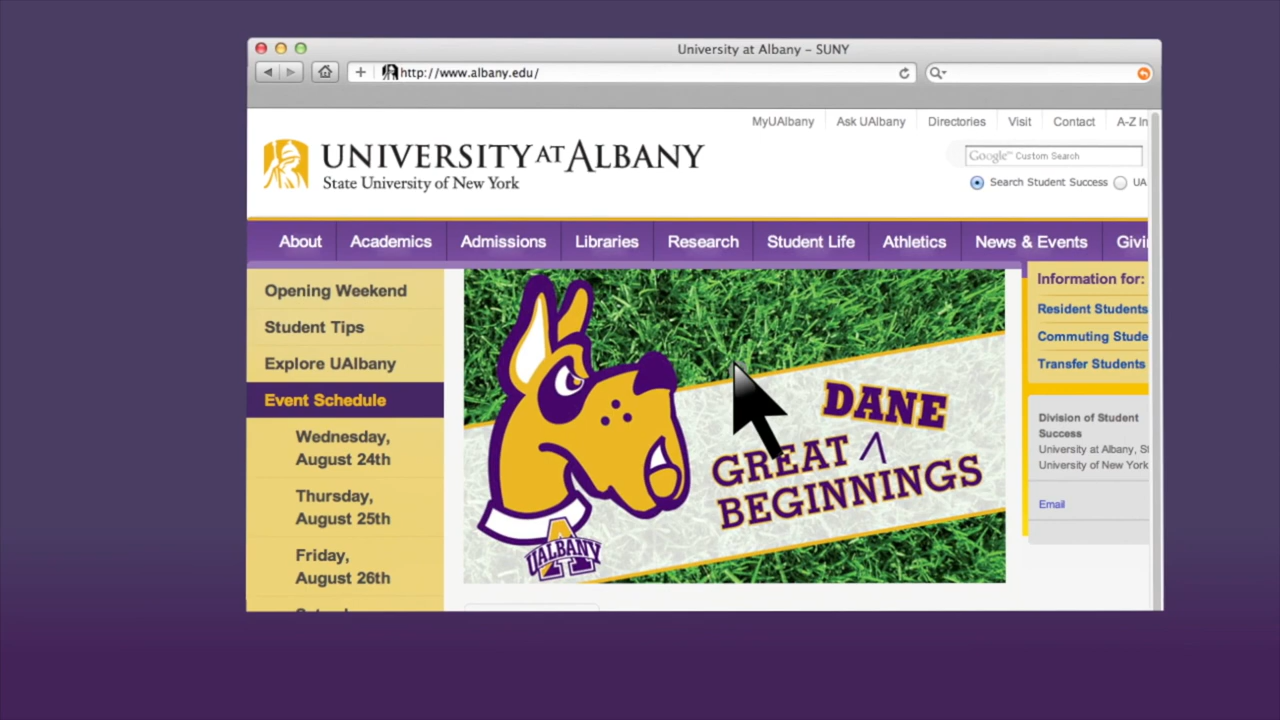 University at Albany – SUNY
http://www.albany.edu/
MyUAlbany Ask UAlbany Directories Visit Contact A-Z In
UNIVERSITY AT ALBANY
State University of New York
Google™ Custom Search
Search Student Success UA
About Academics Admissions Libraries Research Student Life Athletics News & Events Givi
Opening Weekend
Student Tips
Explore UAlbany
Event Schedule
Wednesday,
August 24th
Thursday,
August 25th
Friday,
August 26th
DANE
GREAT ^
BEGINNINGS
UALBANY
A
Information for:
Resident Students
Commuting Stude
Transfer Students
Division of Student
Success
University at Albany, St
University of New York
Email